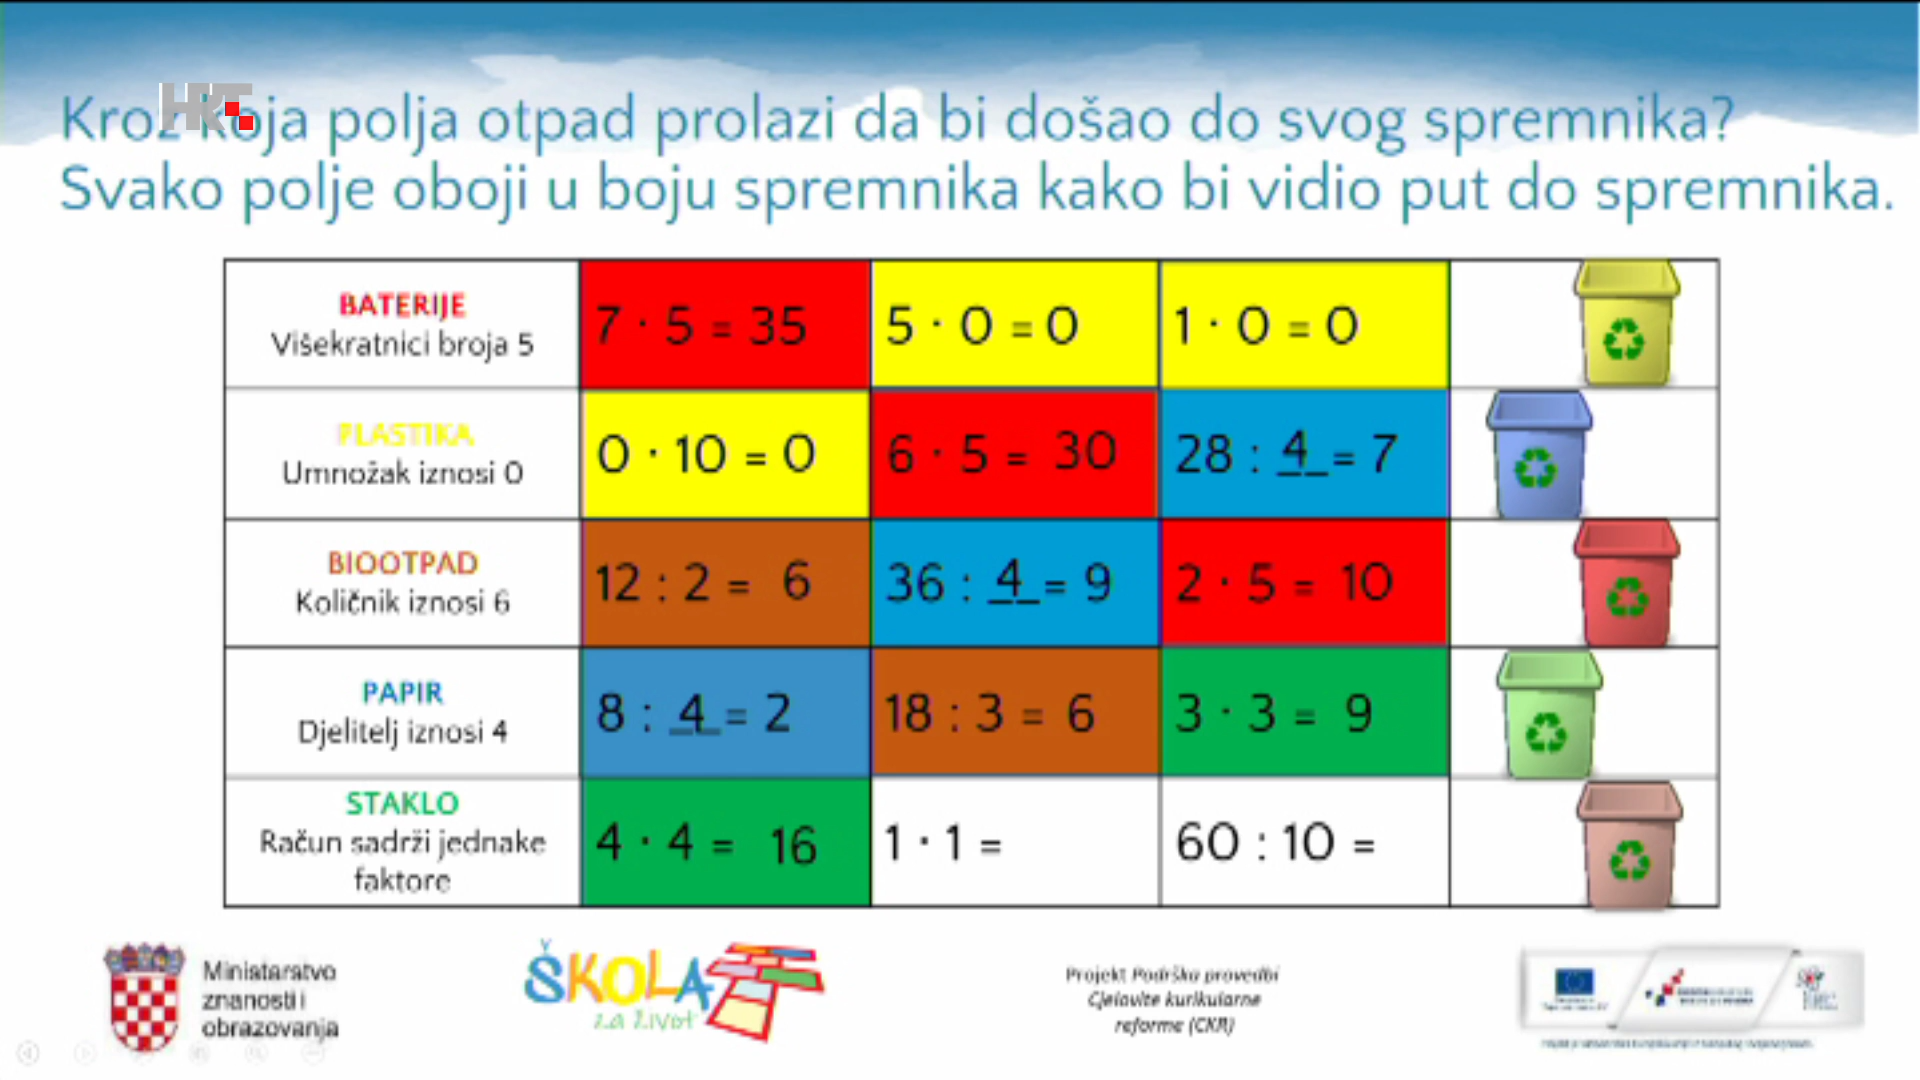 HRT
Kroz koja polja otpad prolazi da bi došao do svog spremnika?
Svako polje oboji u boju spremnika kako bi vidio put do spremnika.
BATERIJE
Višekratnici broja 5
7 · 5 = 35
5 · 0 = 0
1 · 0 = 0
PLASTIKA
Umnožak iznosi 0
0 · 10 = 0
6 · 5 = 30
28 : 4 = 7
BIOOTPAD
Količnik iznosi 6
12 : 2 = 6
36 : 4 = 9
2 · 5 = 10
PAPIR
Djelitelj iznosi 4
8 : 4 = 2
18 : 3 = 6
3 · 3 = 9
STAKLO
Račun sadrži jednake
faktore
4 · 4 = 16
1 · 1 =
60 : 10 =
Ministarstvo
znanosti i
obrazovanja
ŠKOLA
za život
Projekt Podrška provedbi
Cjelovite kurikularne
reforme (CKR)